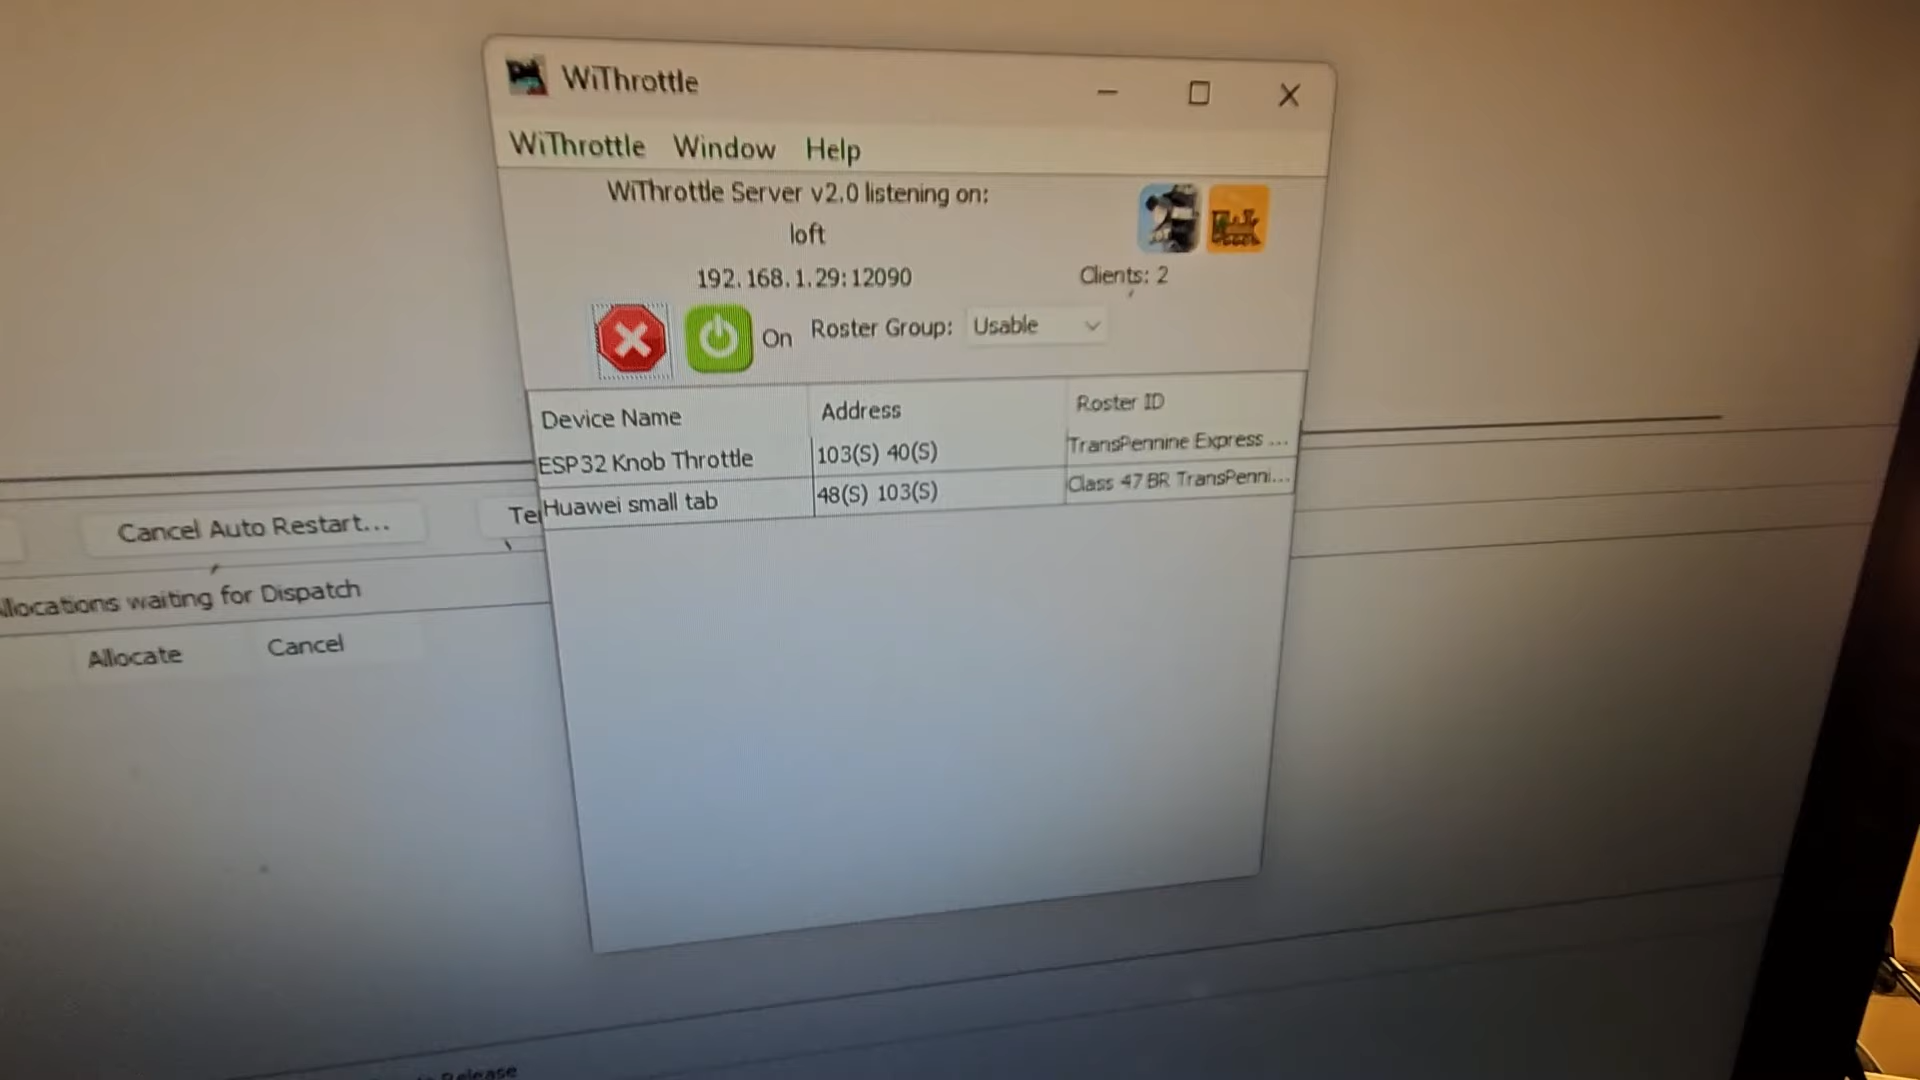 WiThrottle
WiThrottle Window Help
WiThrottle Server v2.0 listening on:
loft
192.168.1.29:12090 Clients: 2
On Roster Group: Usable
Device Name Address Roster ID
ESP32 Knob Throttle 103(S) 40(S) TransPennine Express ...
Huawei small tab 48(S) 103(S) Class 47 BR TransPenni...
Cancel Auto Restart... Te
llocations waiting for Dispatch
Allocate Cancel
Release